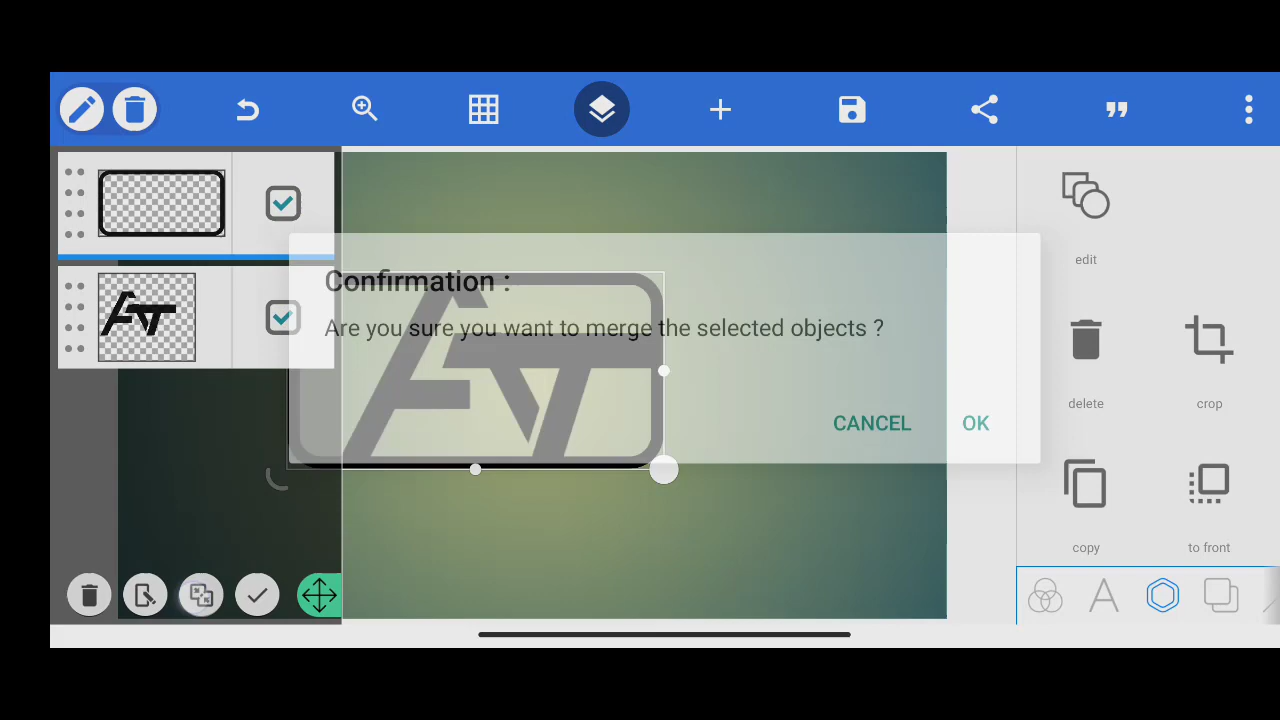 Confirmation :
Are you sure you want to merge the selected objects ?
CANCEL OK
AT
edit
delete crop
copy to front